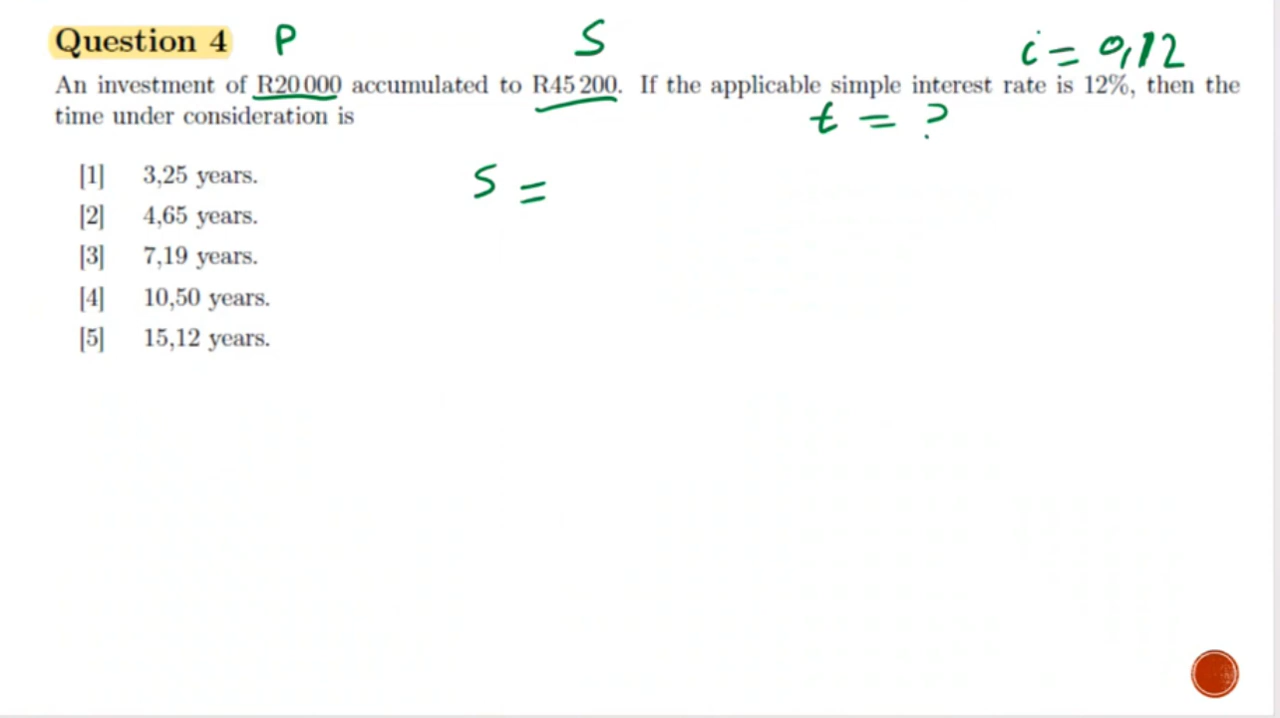 Question 4 P S i = 0,12
An investment of R20 000 accumulated to R45 200. If the applicable simple interest rate is 12%, then the
time under consideration is t = ?
[1] 3,25 years. S =
[2] 4,65 years.
[3] 7,19 years.
[4] 10,50 years.
[5] 15,12 years.